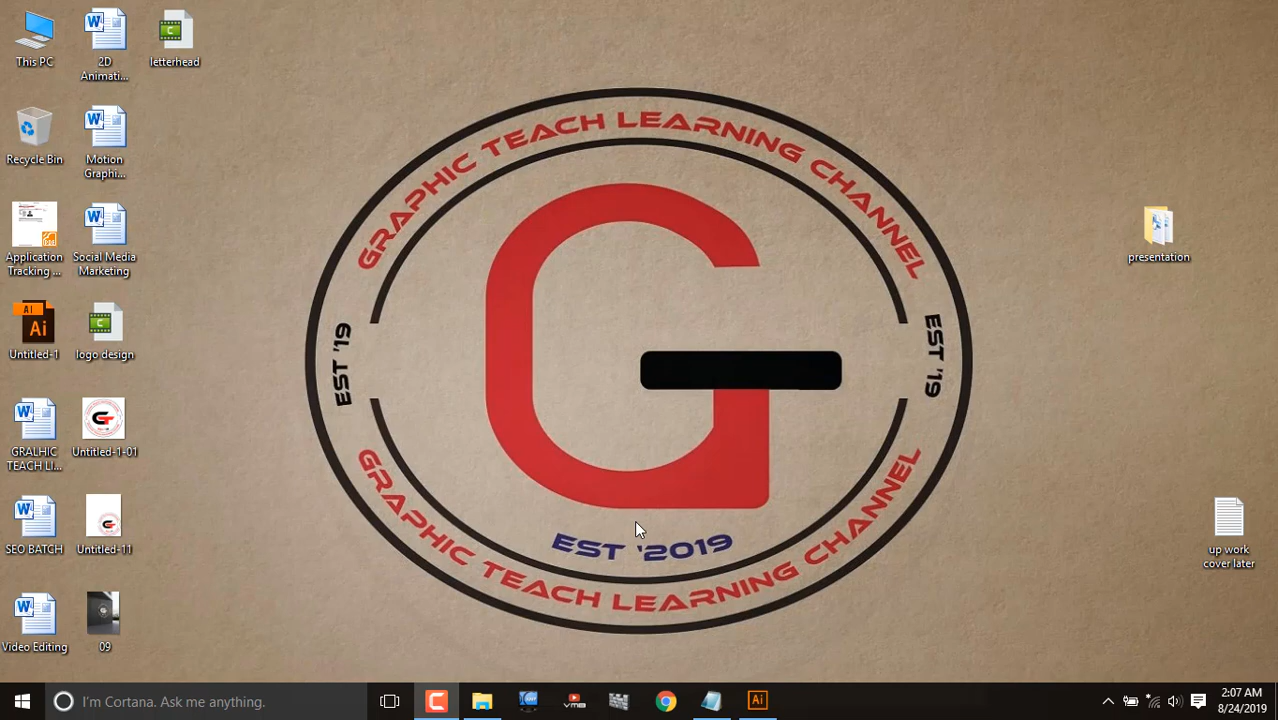 This PC
2D
Animati...
letterhead
Recycle Bin
Motion
Graphi...
Application
Tracking ...
Social Media
Marketing
Untitled-1
logo design
GRALHIC
TEACH LI...
Untitled-1-01
SEO BATCH
Untitled-11
Video Editing
09
GRAPHIC TEACH LEARNING CHANNEL
EST '19
EST '19
EST '2019
GRAPHIC TEACH LEARNING CHANNEL
presentation
up work
cover later
I'm Cortana. Ask me anything.
VMB
Ai
2:07 AM
8/24/2019